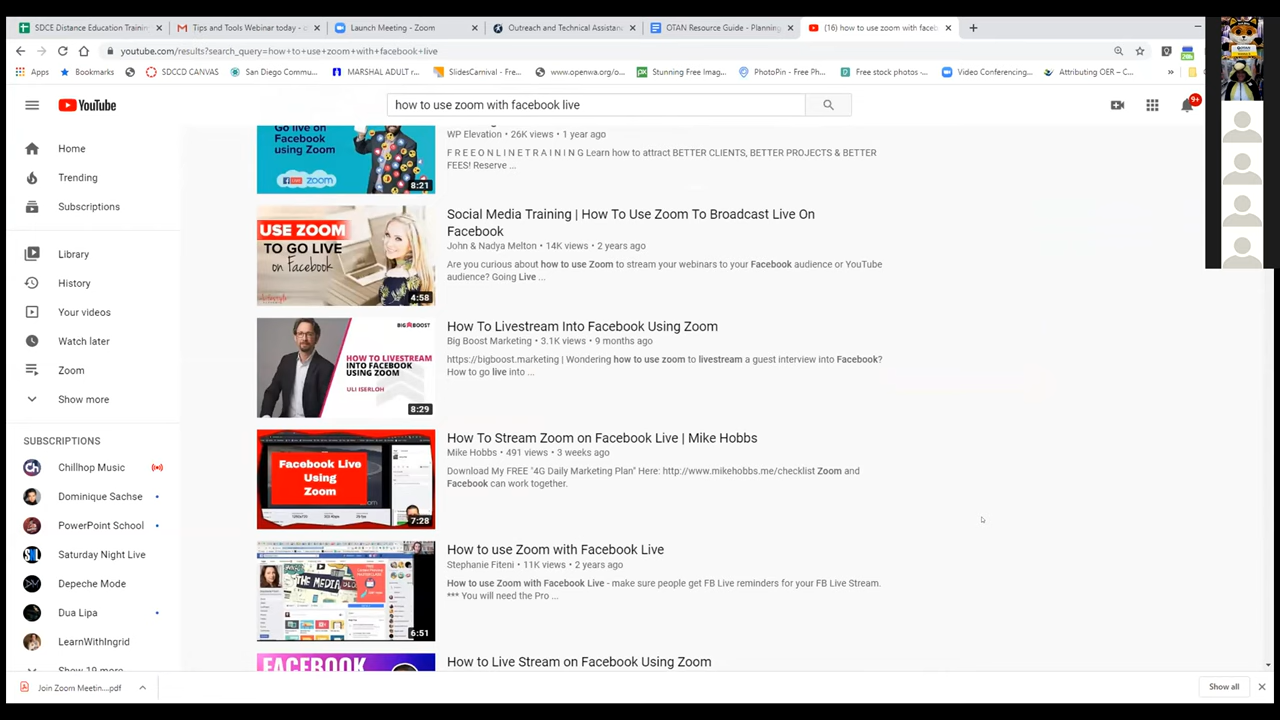 SDCE Distance Education Trainin
Tips and Tools Webinar today -
Launch Meeting - Zoom
Outreach and Technical Assistanc
OTAN Resource Guide - Planning
(16) how to use zoom with faceb
youtube.com/results?search_query=how+to+use+zoom+with+facebook+live
Apps
Bookmarks
SDCCD CANVAS
San Diego Commu...
MARSHAL ADULT r...
SlidesCarnival - Fre...
www.openwa.org/o...
Stunning Free Imag...
PhotoPin - Free Ph...
Free stock photos -...
Video Conferencing...
Attributing OER – C...
»
YouTube
how to use zoom with facebook live
9+
Home
Trending
Subscriptions
Library
History
Your videos
Watch later
Zoom
Show more
SUBSCRIPTIONS
Chillhop Music
Dominique Sachse
PowerPoint School
Saturday Night Live
Depeche Mode
Dua Lipa
LearnWithIngrid
Show 19 more
Go live on
Facebook
using Zoom
zoom
8:21
WP Elevation • 26K views • 1 year ago
F R E E O N L I N E T R A I N I N G Learn how to attract BETTER CLIENTS, BETTER PROJECTS & BETTER
FEES! Reserve ...
USE ZOOM
TO GO LIVE
on Facebook
4:58
Social Media Training | How To Use Zoom To Broadcast Live On
Facebook
John & Nadya Melton • 14K views • 2 years ago
Are you curious about how to use Zoom to stream your webinars to your Facebook audience or YouTube
audience? Going Live ...
BIG BOOST
HOW TO LIVESTREAM
INTO FACEBOOK
USING ZOOM
ULI ISERLOH
8:29
How To Livestream Into Facebook Using Zoom
Big Boost Marketing • 3.1K views • 9 months ago
https://bigboost.marketing | Wondering how to use zoom to livestream a guest interview into Facebook?
How to go live into ...
Facebook Live
Using
Zoom
7:28
How To Stream Zoom on Facebook Live | Mike Hobbs
Mike Hobbs • 491 views • 3 weeks ago
Download My FREE "4G Daily Marketing Plan" Here: http://www.mikehobbs.me/checklist Zoom and
Facebook can work together.
THE MEDIA
6:51
How to use Zoom with Facebook Live
Stephanie Fiteni • 11K views • 2 years ago
How to use Zoom with Facebook Live - make sure people get FB Live reminders for your FB Live Stream.
*** You will need the Pro ...
FACEBOOK
How to Live Stream on Facebook Using Zoom
Join Zoom Meetin....pdf
Show all